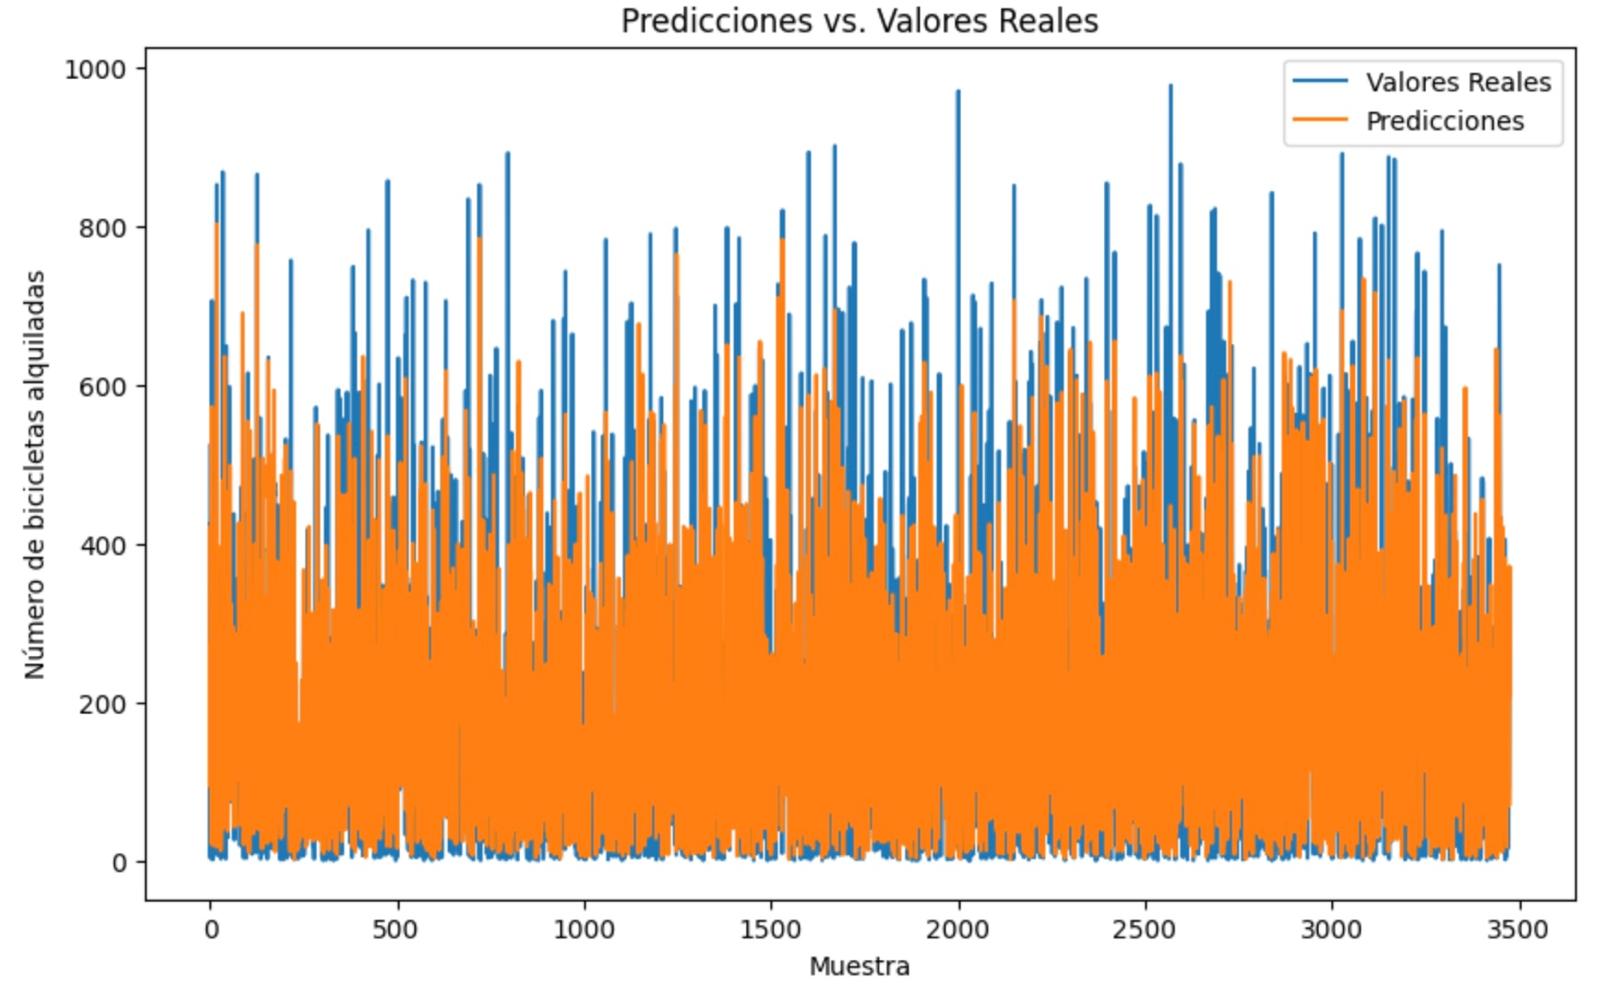 Predicciones vs. Valores Reales
1000
800
600
400
200
0
Número de bicicletas alquiladas
Valores Reales
Predicciones
0 500 1000 1500 2000 2500 3000 3500
Muestra